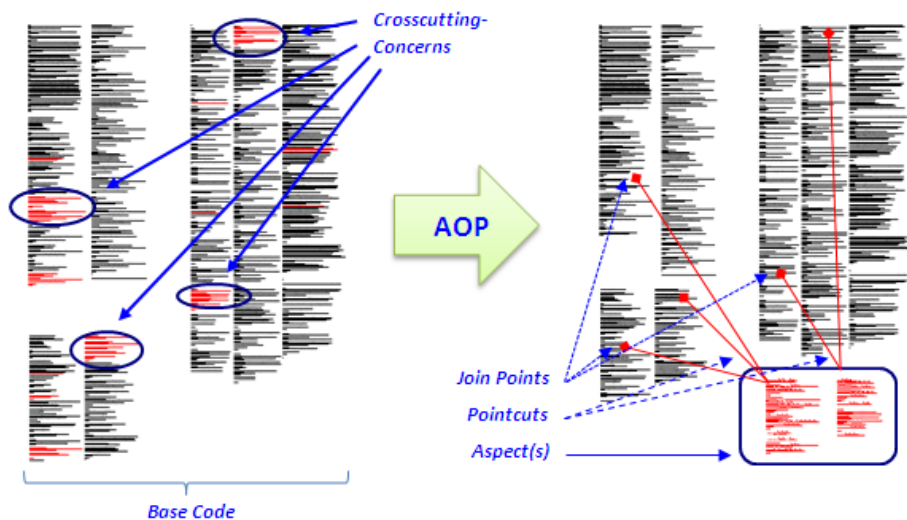 Crosscutting-
Concerns
AOP
Join Points
Pointcuts
Aspect(s)
Base Code